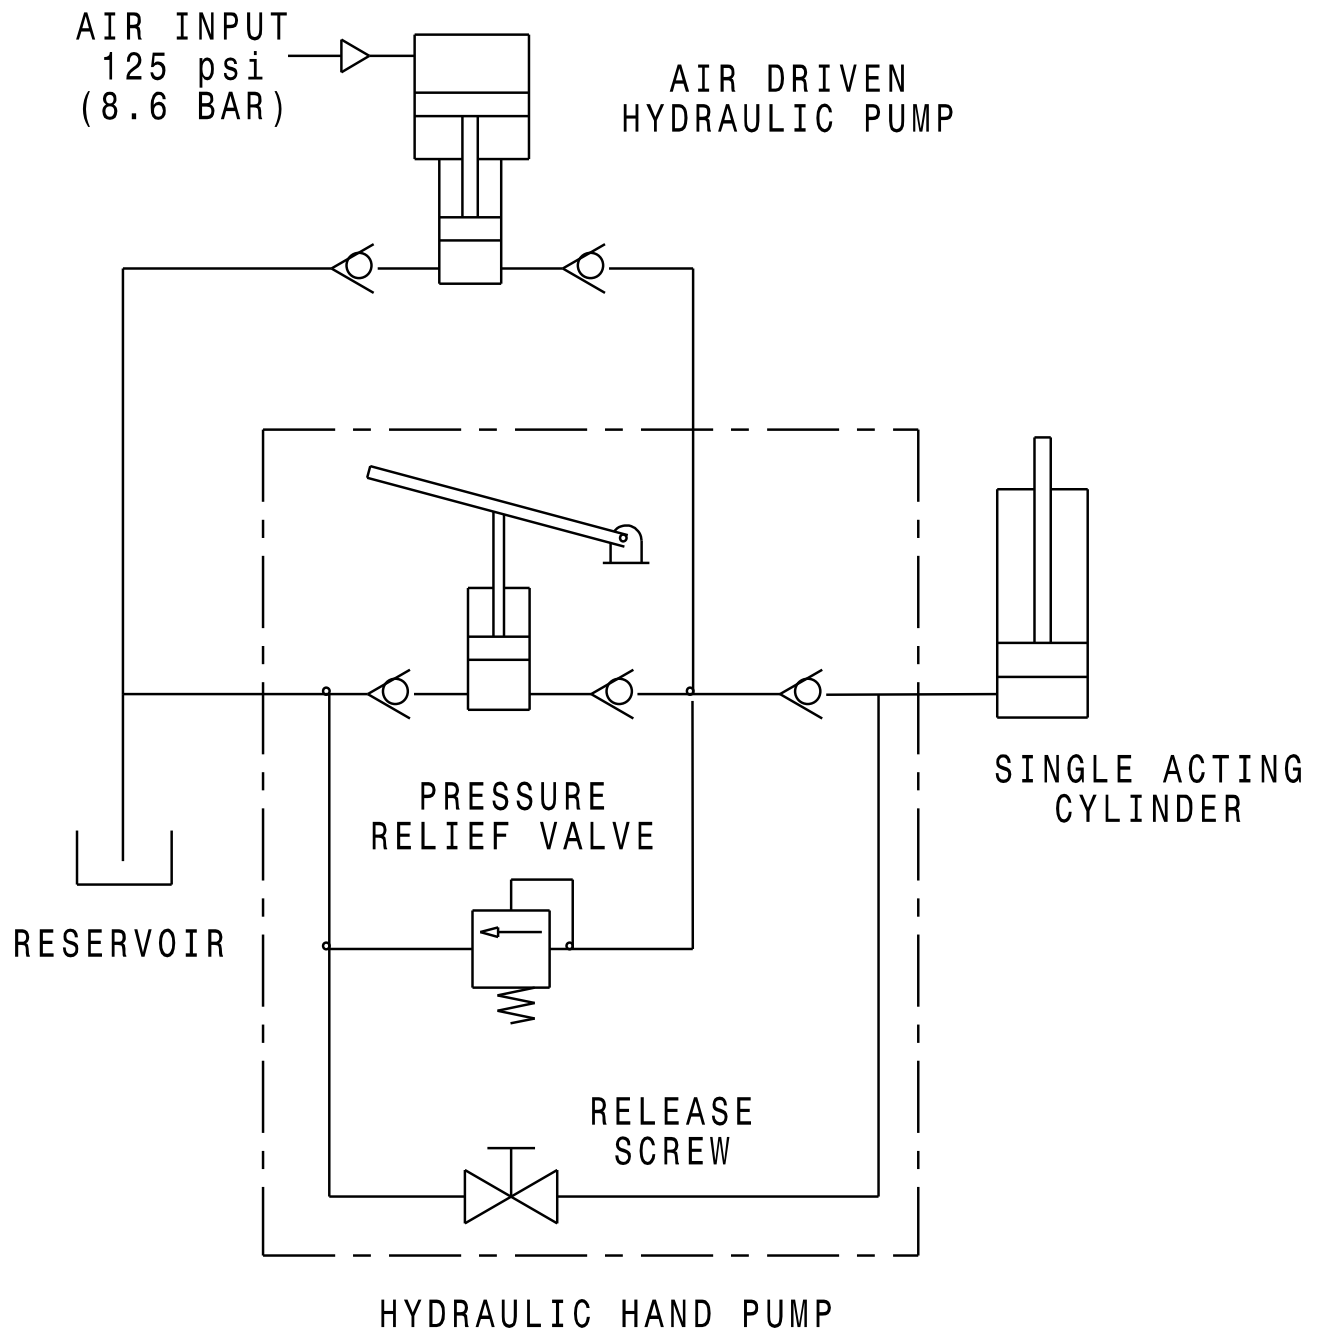 AIR INPUT
125 psi
(8.6 BAR)
AIR DRIVEN
HYDRAULIC PUMP
SINGLE ACTING
CYLINDER
PRESSURE
RELIEF VALVE
RESERVOIR
RELEASE
SCREW
HYDRAULIC HAND PUMP